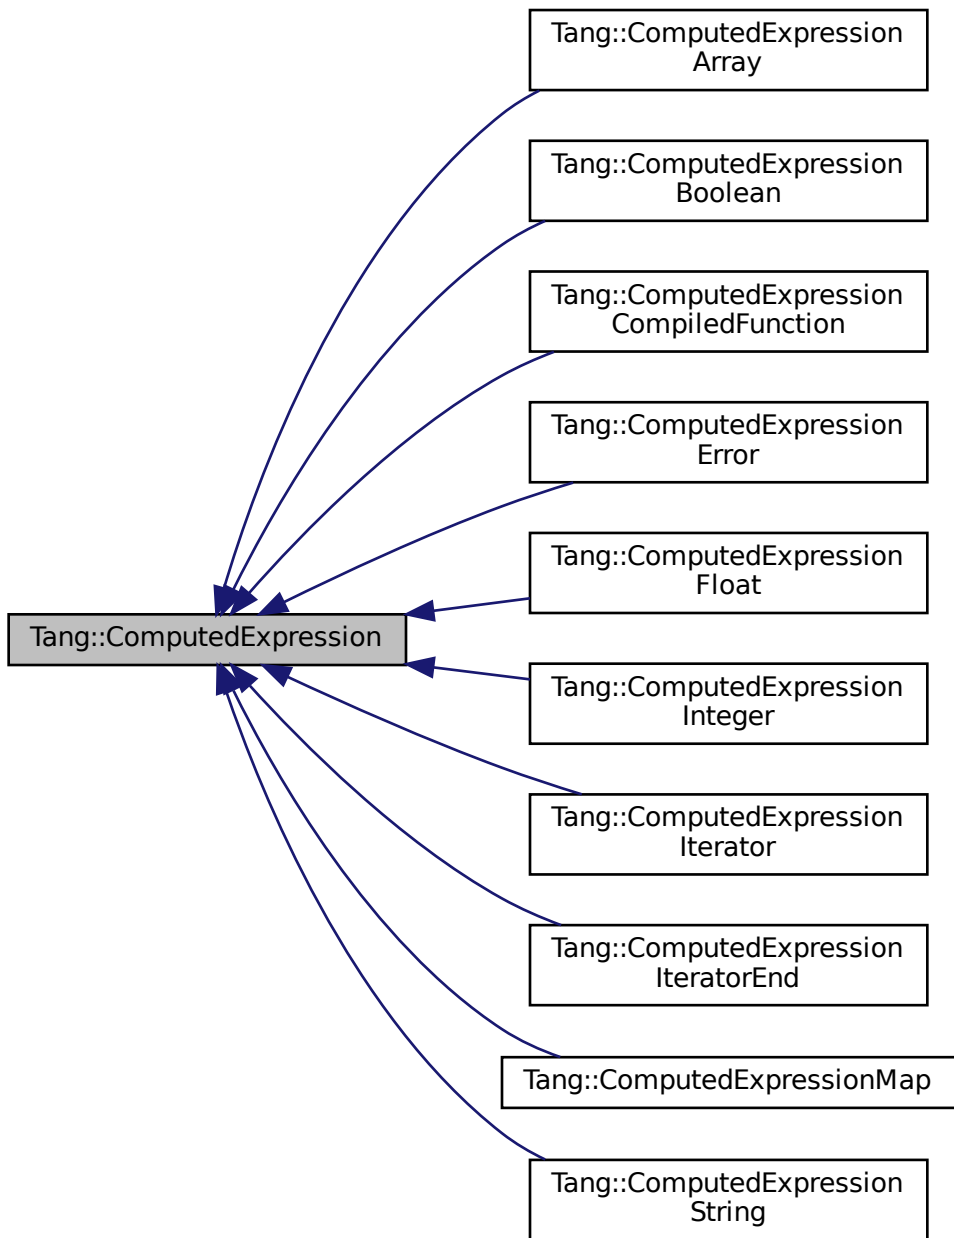 Tang::ComputedExpression
Array
Tang::ComputedExpression
Boolean
Tang::ComputedExpression
CompiledFunction
Tang::ComputedExpression
Error
Tang::ComputedExpression
Float
Tang::ComputedExpression
Tang::ComputedExpression
Integer
Tang::ComputedExpression
Iterator
Tang::ComputedExpression
IteratorEnd
Tang::ComputedExpressionMap
Tang::ComputedExpression
String